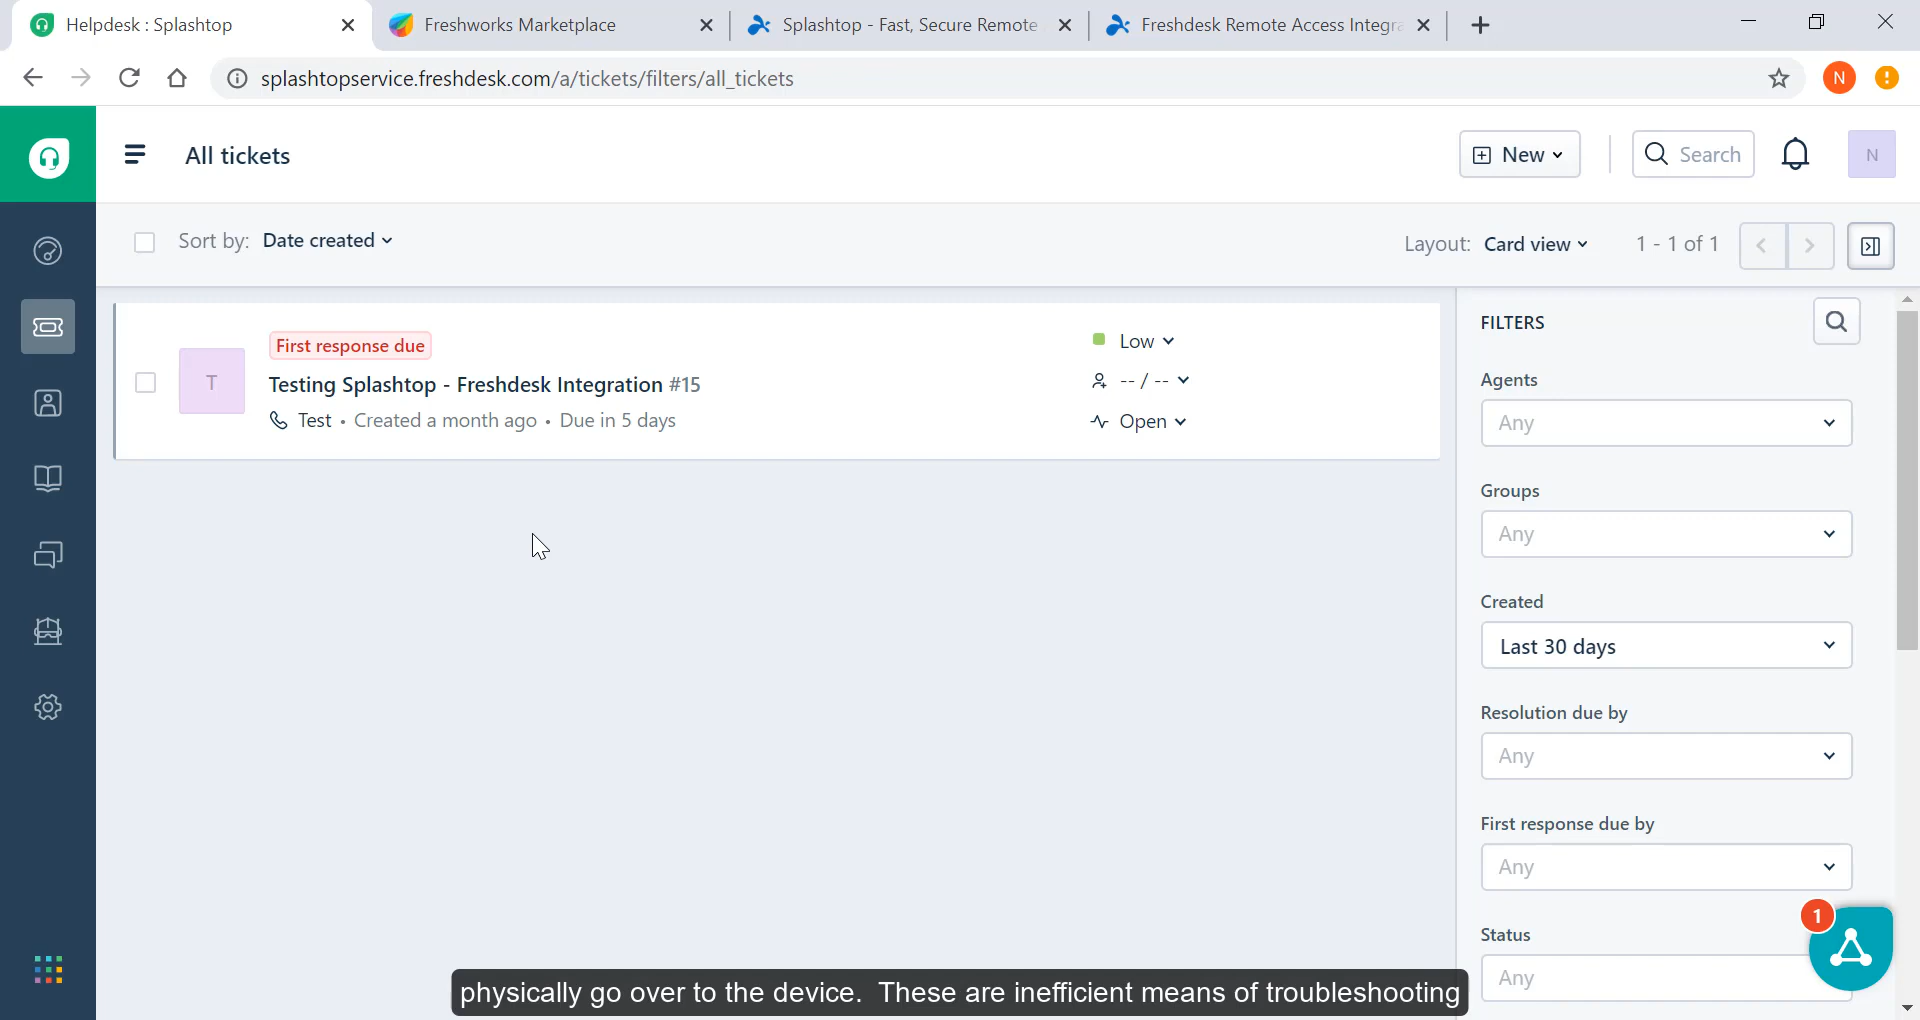 Helpdesk : Splashtop
Freshworks Marketplace
Splashtop - Fast, Secure Remote
Freshdesk Remote Access Integra
splashtopservice.freshdesk.com/a/tickets/filters/all_tickets
N
All tickets
New
Search
N
Sort by: Date created
Layout: Card view
1 - 1 of 1
First response due
T
Testing Splashtop - Freshdesk Integration #15
Test • Created a month ago • Due in 5 days
Low
-- / --
Open
FILTERS
Agents
Any
Groups
Any
Created
Last 30 days
Resolution due by
Any
First response due by
Any
Status
Any
1
physically go over to the device. These are inefficient means of troubleshooting